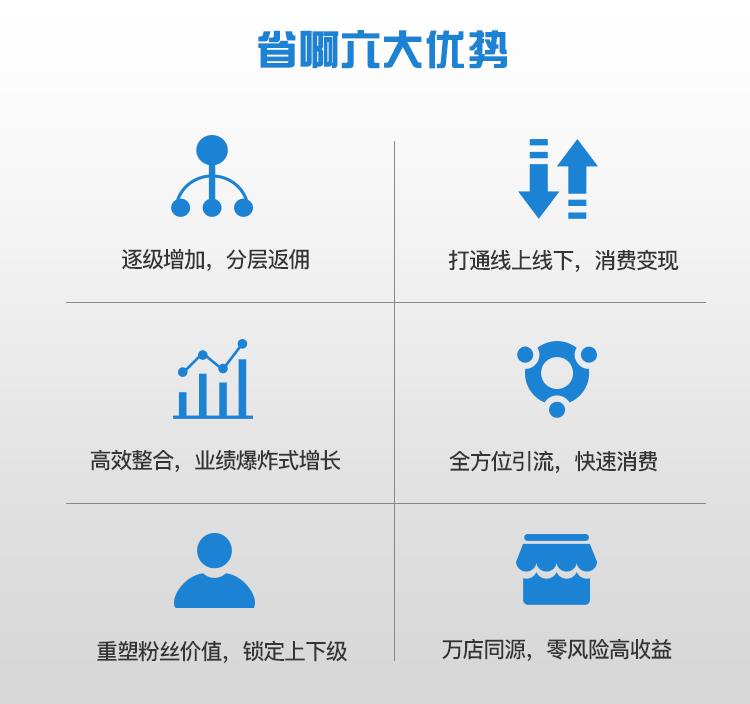 省啊六大优势
逐级增加，分层返佣
打通线上线下，消费变现
高效整合，业绩爆炸式增长
全方位引流，快速消费
重塑粉丝价值，锁定上下级
万店同源，零风险高收益